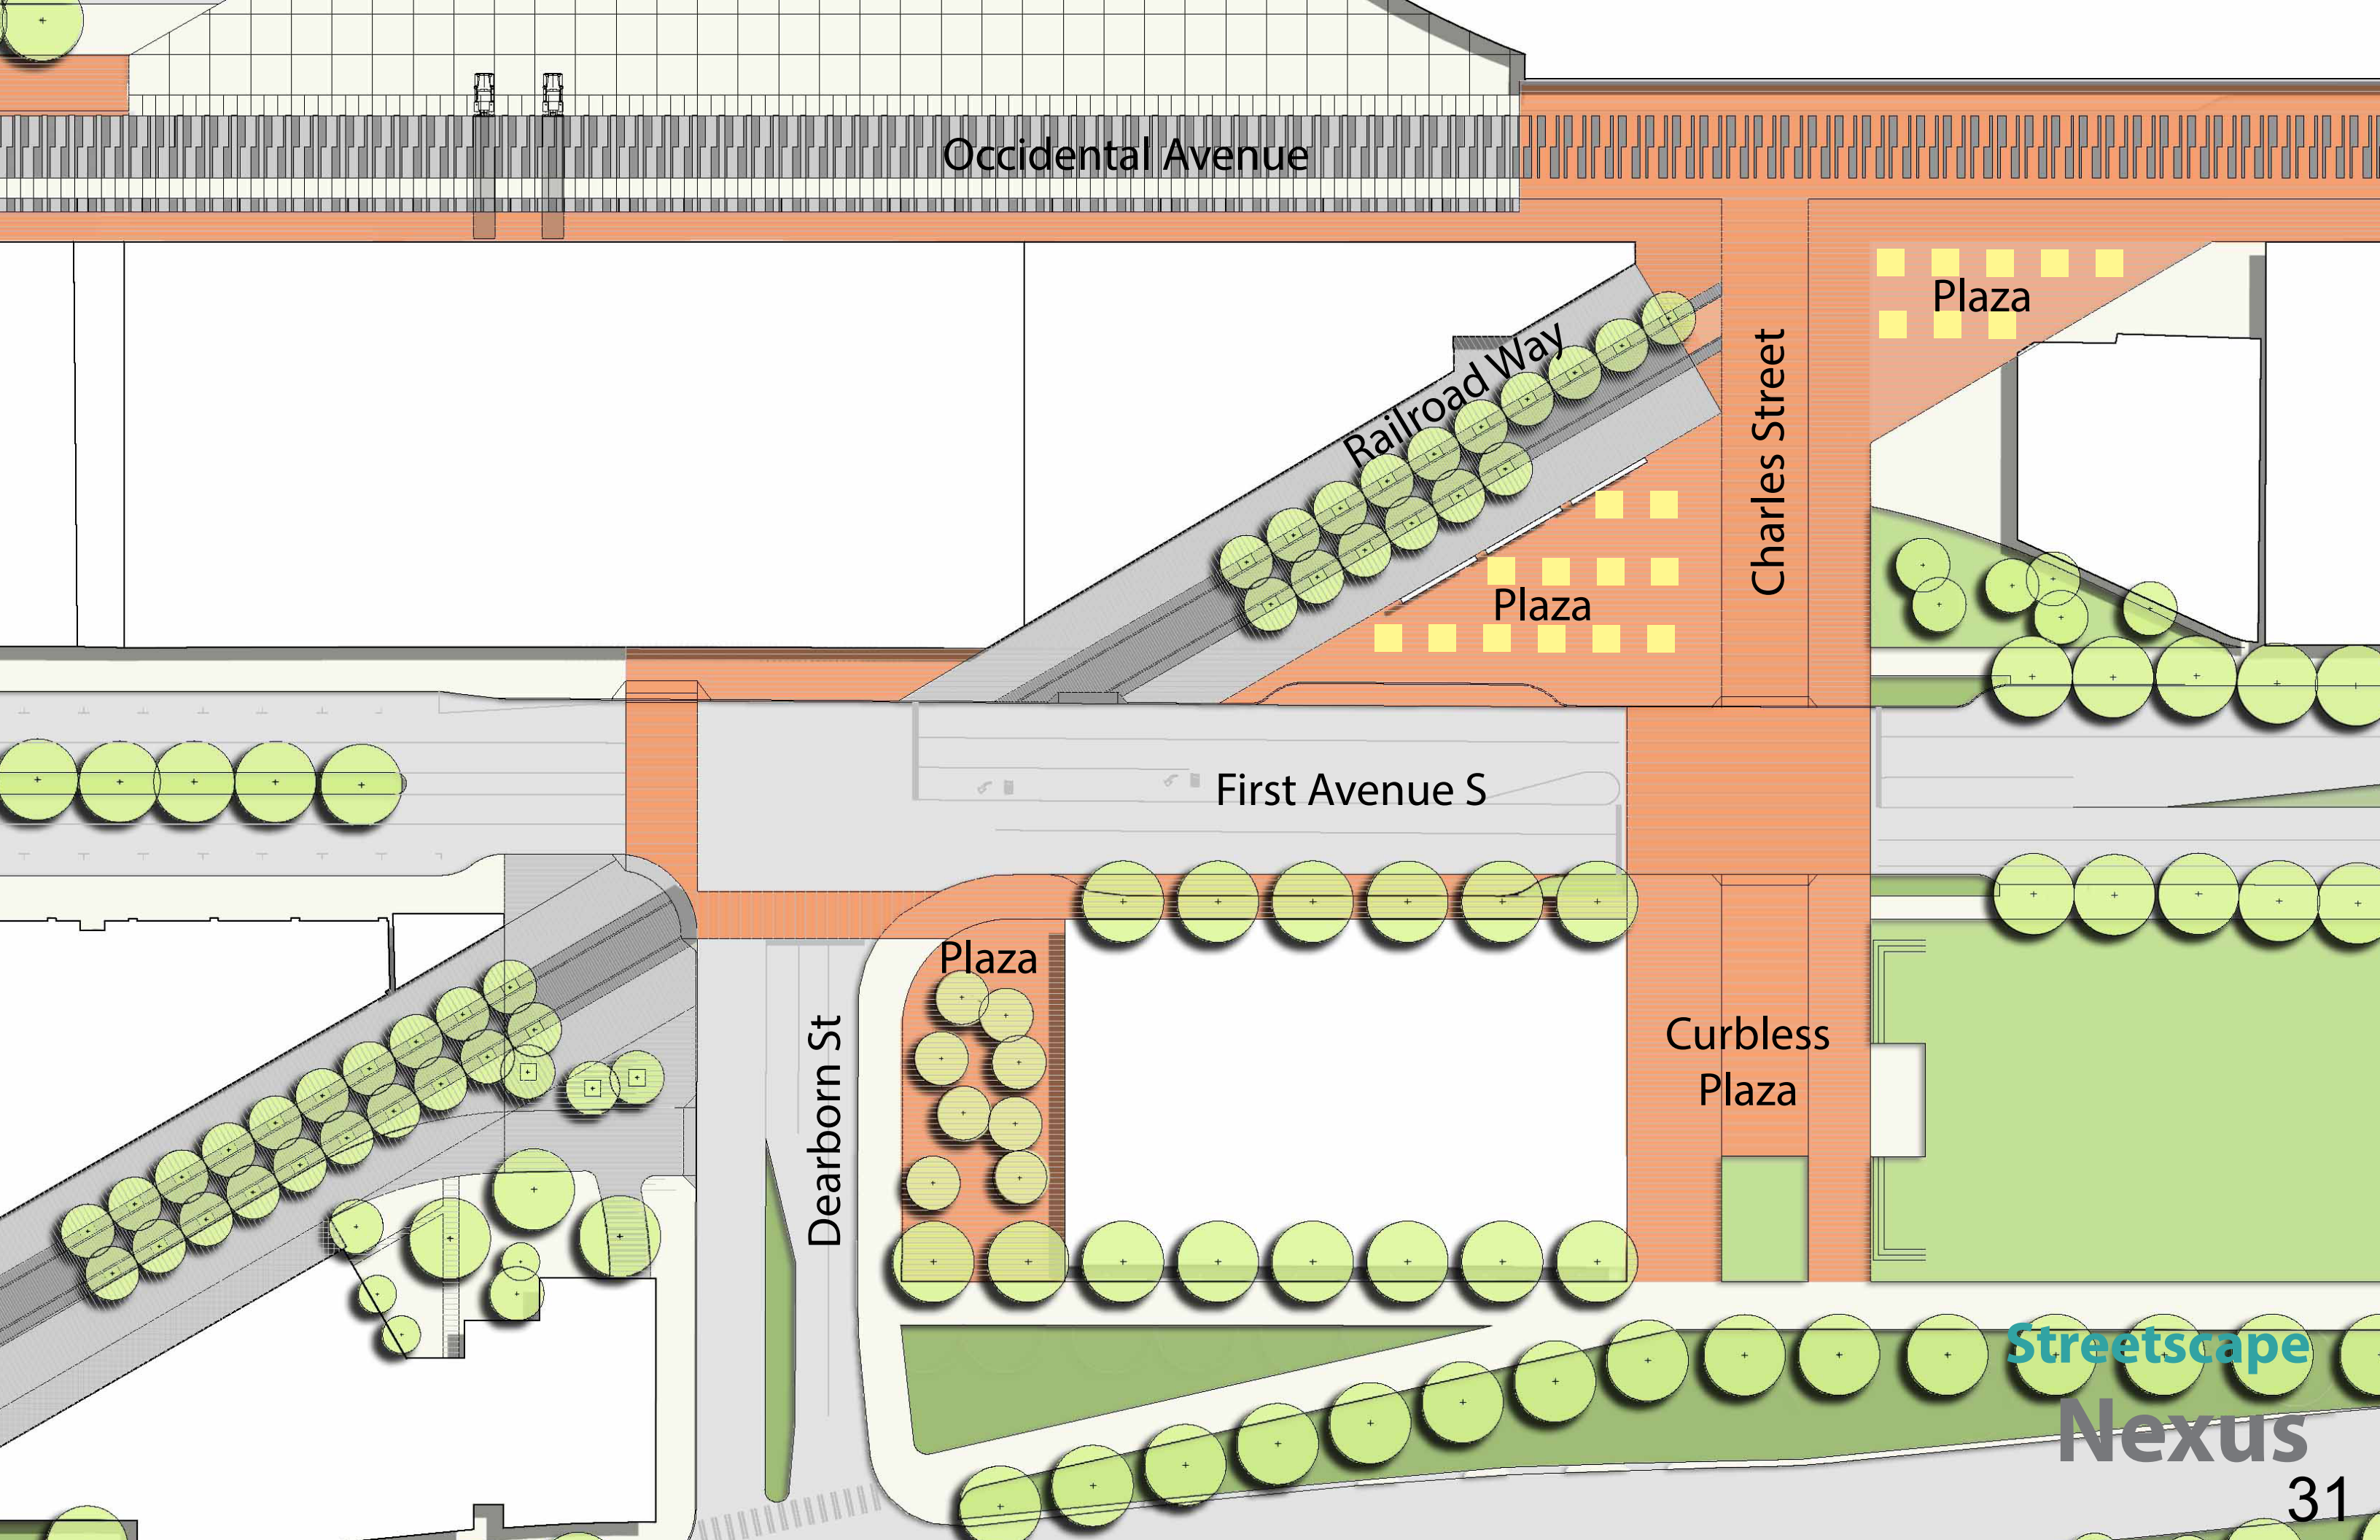 Occidental Avenue
Plaza
Railroad Way
Charles Street
Plaza
First Avenue S
Plaza
Dearborn St
Curbless
Plaza
Streetscape
Nexus
31